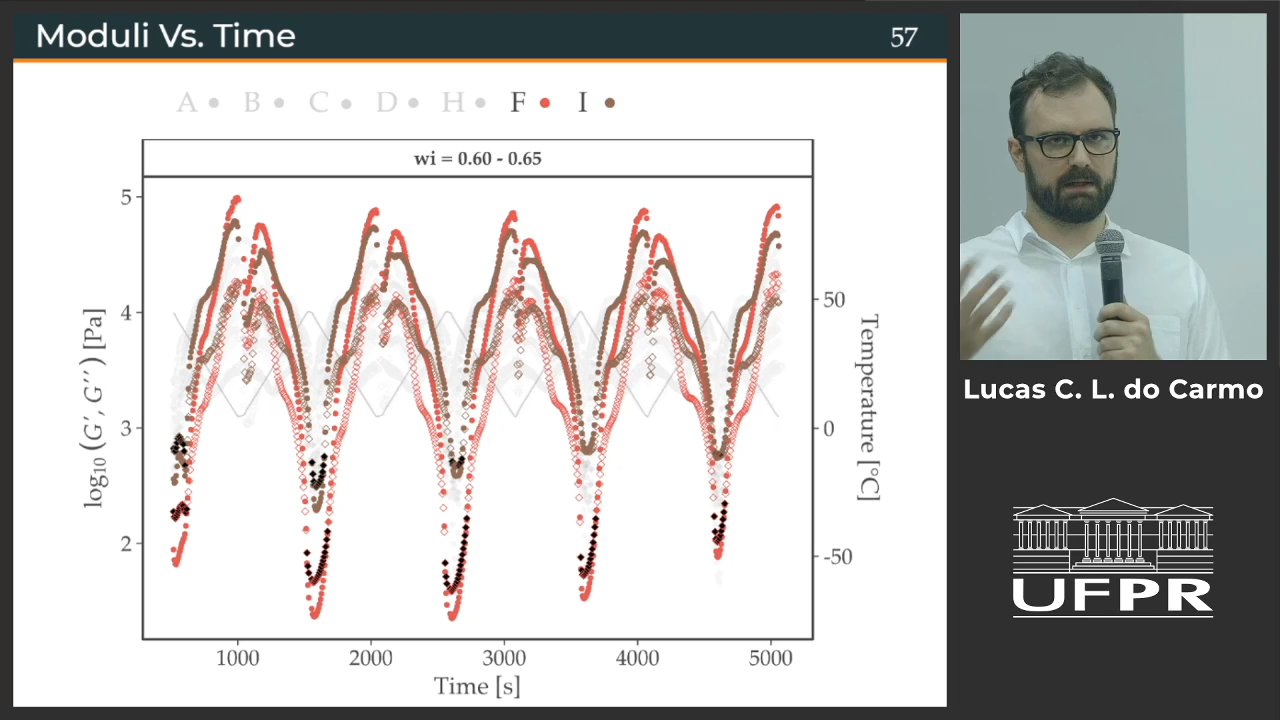 Moduli Vs. Time
57
A B C D H F I
wi = 0.60 - 0.65
5
4
3
2
log10 (G′, G′′) [Pa]
50
0
-50
Temperature [°C]
1000 2000 3000 4000 5000
Time [s]
Lucas C. L. do Carmo
UFPR